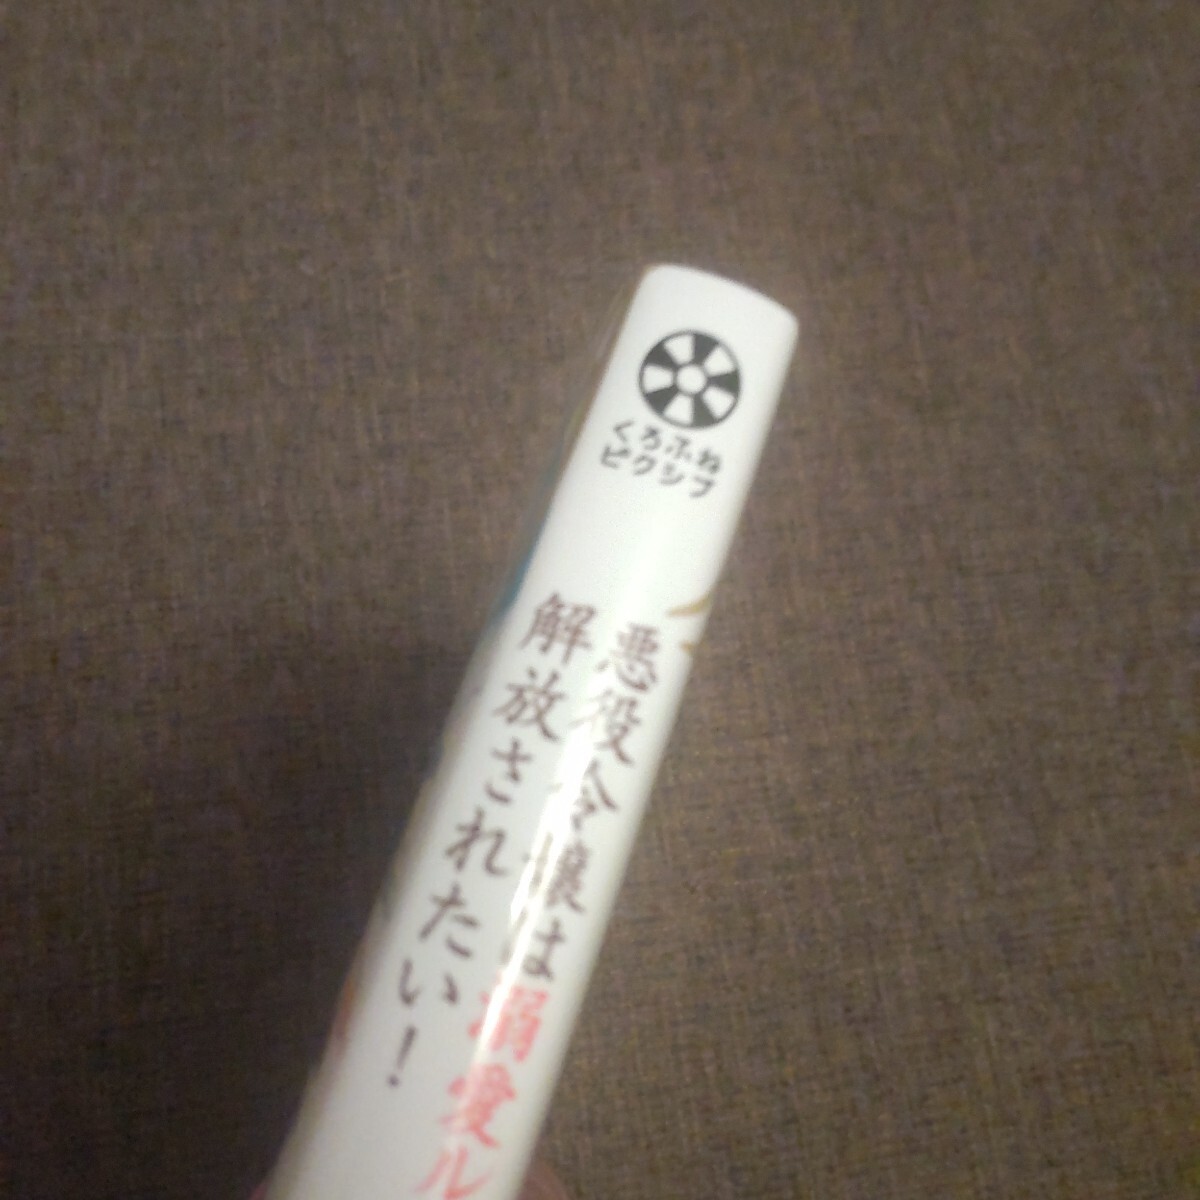 くろふね
ピクシブ
悪役令嬢は溺愛ル
解放されたい！